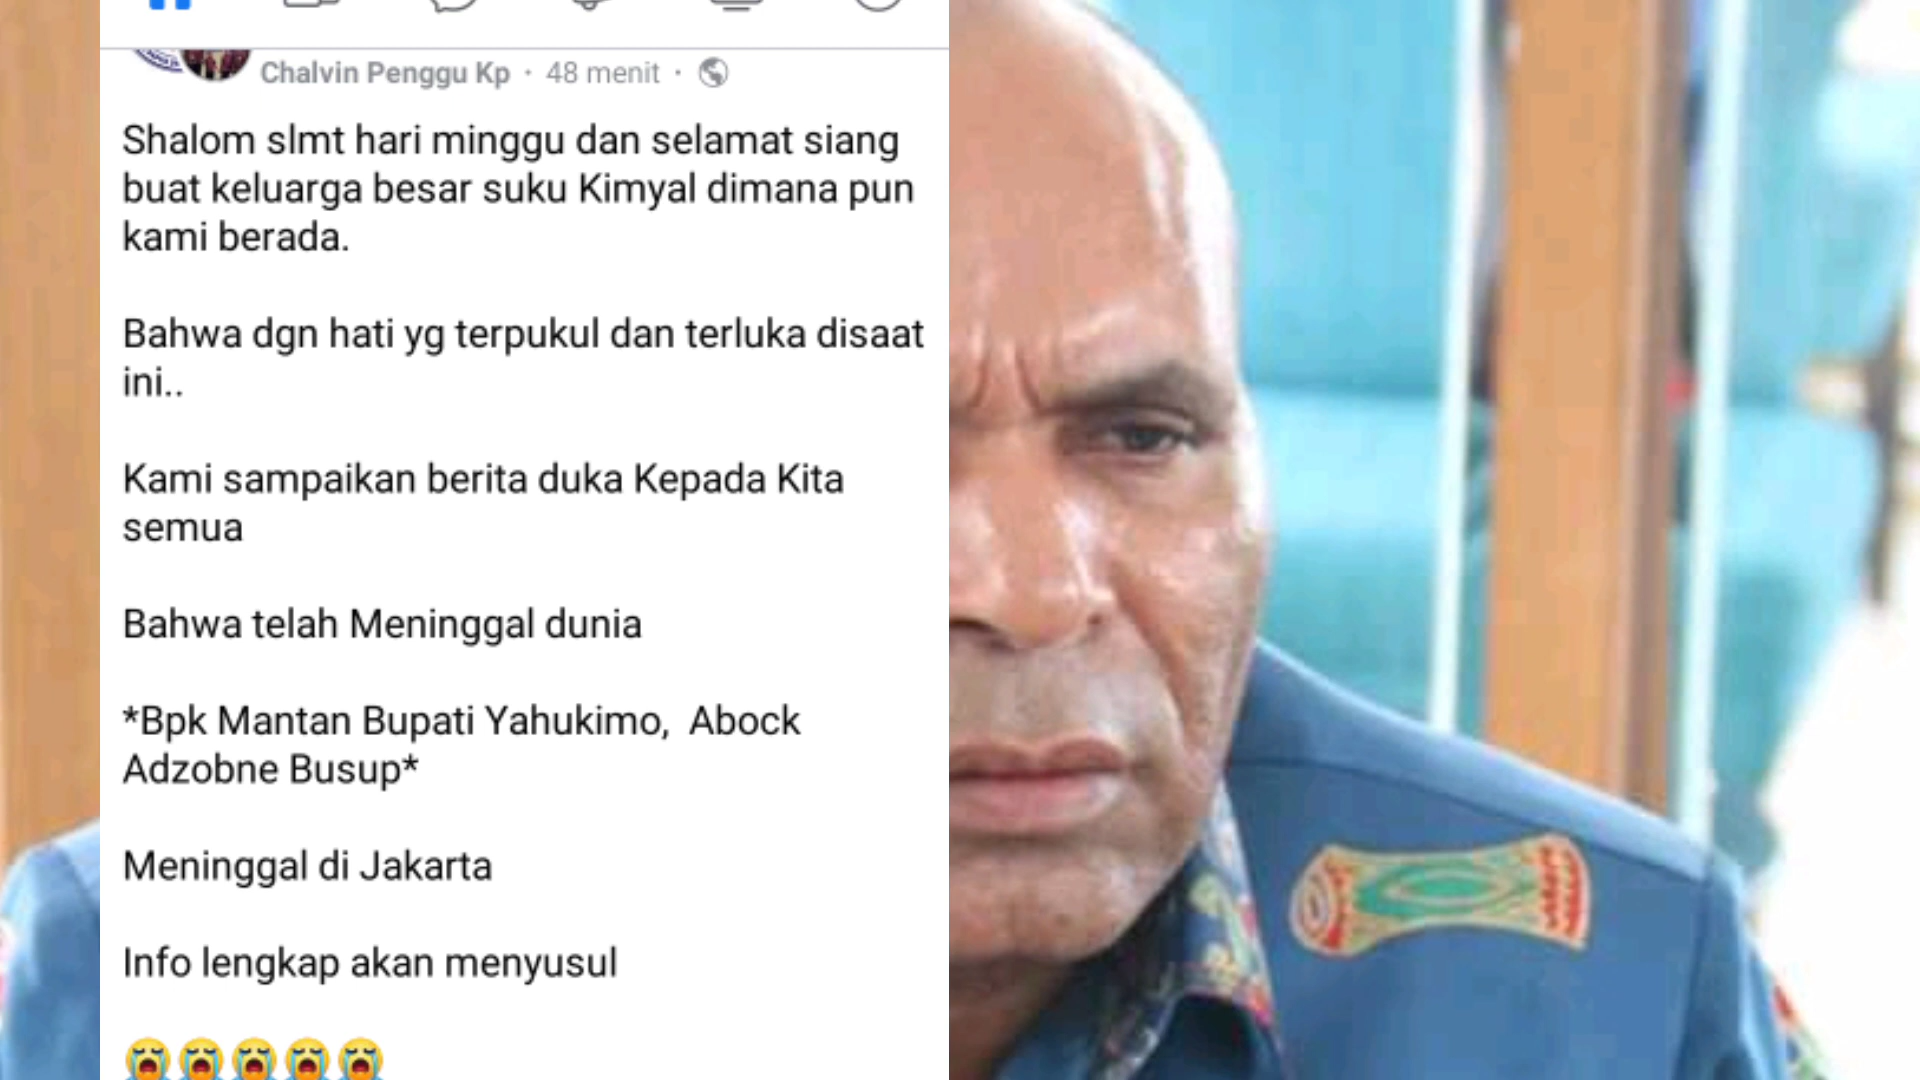 Chalvin Penggu Kp · 48 menit ·
Shalom slmt hari minggu dan selamat siang
buat keluarga besar suku Kimyal dimana pun
kami berada.
Bahwa dgn hati yg terpukul dan terluka disaat
ini..
Kami sampaikan berita duka Kepada Kita
semua
Bahwa telah Meninggal dunia
*Bpk Mantan Bupati Yahukimo,  Abock
Adzobne Busup*
Meninggal di Jakarta
Info lengkap akan menyusul
😭😭😭😭😭